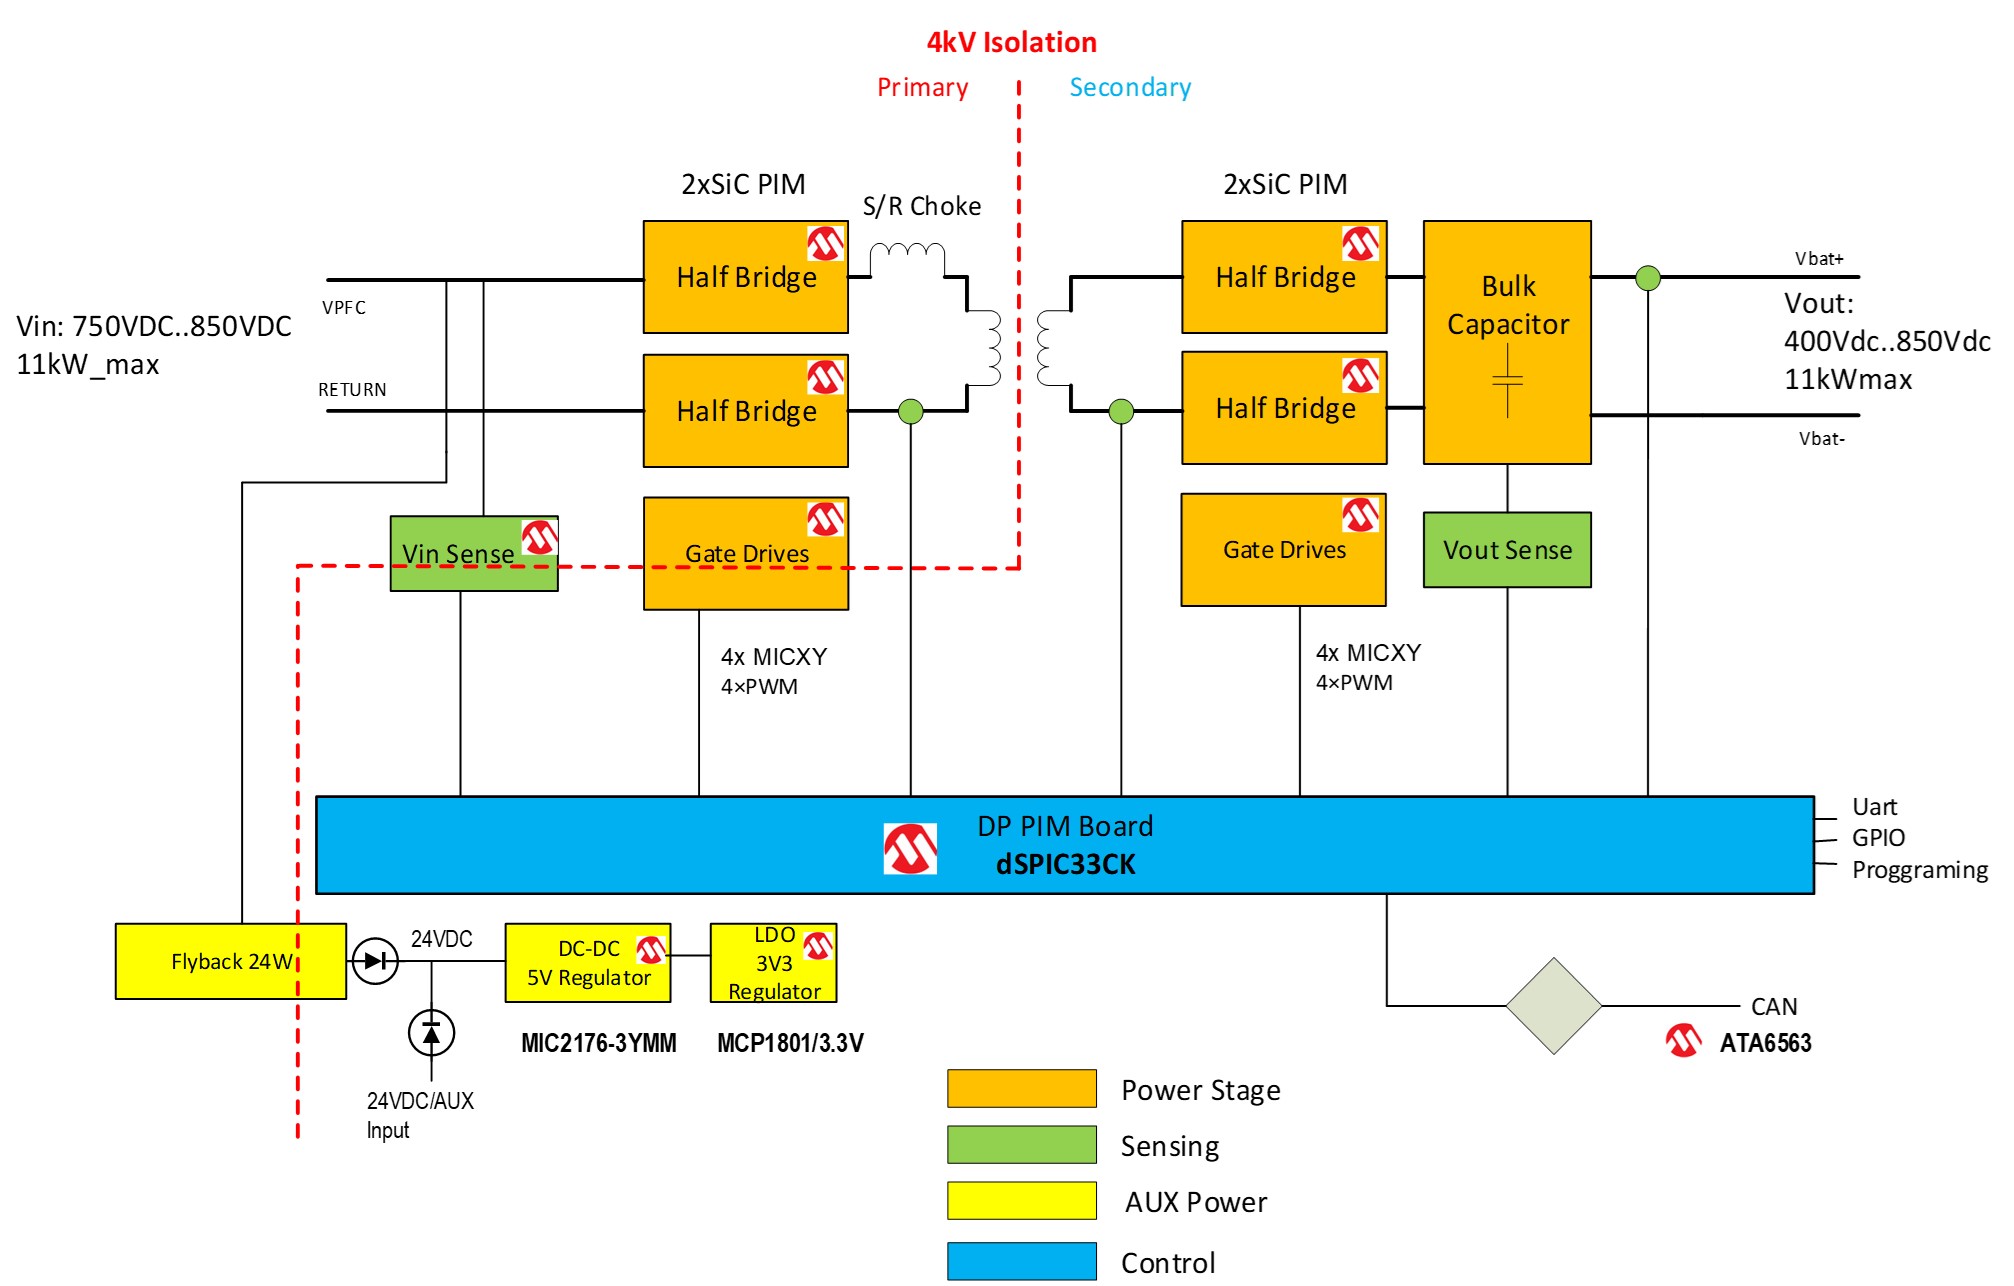 4kV Isolation
Primary
Secondary
2xSiC PIM
2xSiC PIM
S/R Choke
Half Bridge
Half Bridge
Bulk
Capacitor
Vbat+
VPFC
Vin: 750VDC..850VDC
11kW_max
Vout:
400Vdc..850Vdc
11kWmax
RETURN
Half Bridge
Half Bridge
Vbat-
Vin Sense
Gate Drives
Gate Drives
Vout Sense
4x MICXY
4×PWM
4x MICXY
4×PWM
DP PIM Board
dSPIC33CK
Uart
GPIO
Proggraming
Flyback 24W
24VDC
DC-DC
5V Regulator
LDO
3V3
Regulator
MIC2176-3YMM
MCP1801/3.3V
24VDC/AUX
Input
CAN
ATA6563
Power Stage
Sensing
AUX Power
Control